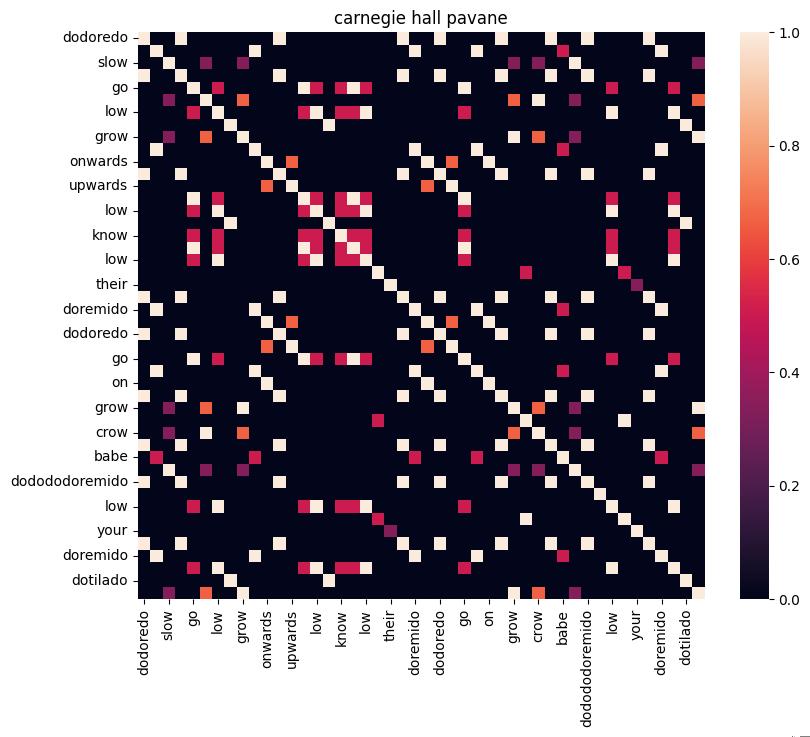 carnegie hall pavane
dodoredo
slow
go
low
grow
onwards
upwards
low
know
low
their
doremido
dodoredo
go
on
grow
crow
babe
dodododoremido
low
your
doremido
dotilado
1.0
0.8
0.6
0.4
0.2
0.0
dodoredo
slow
go
low
grow
onwards
upwards
low
know
low
their
doremido
dodoredo
go
on
grow
crow
babe
dodododoremido
low
your
doremido
dotilado